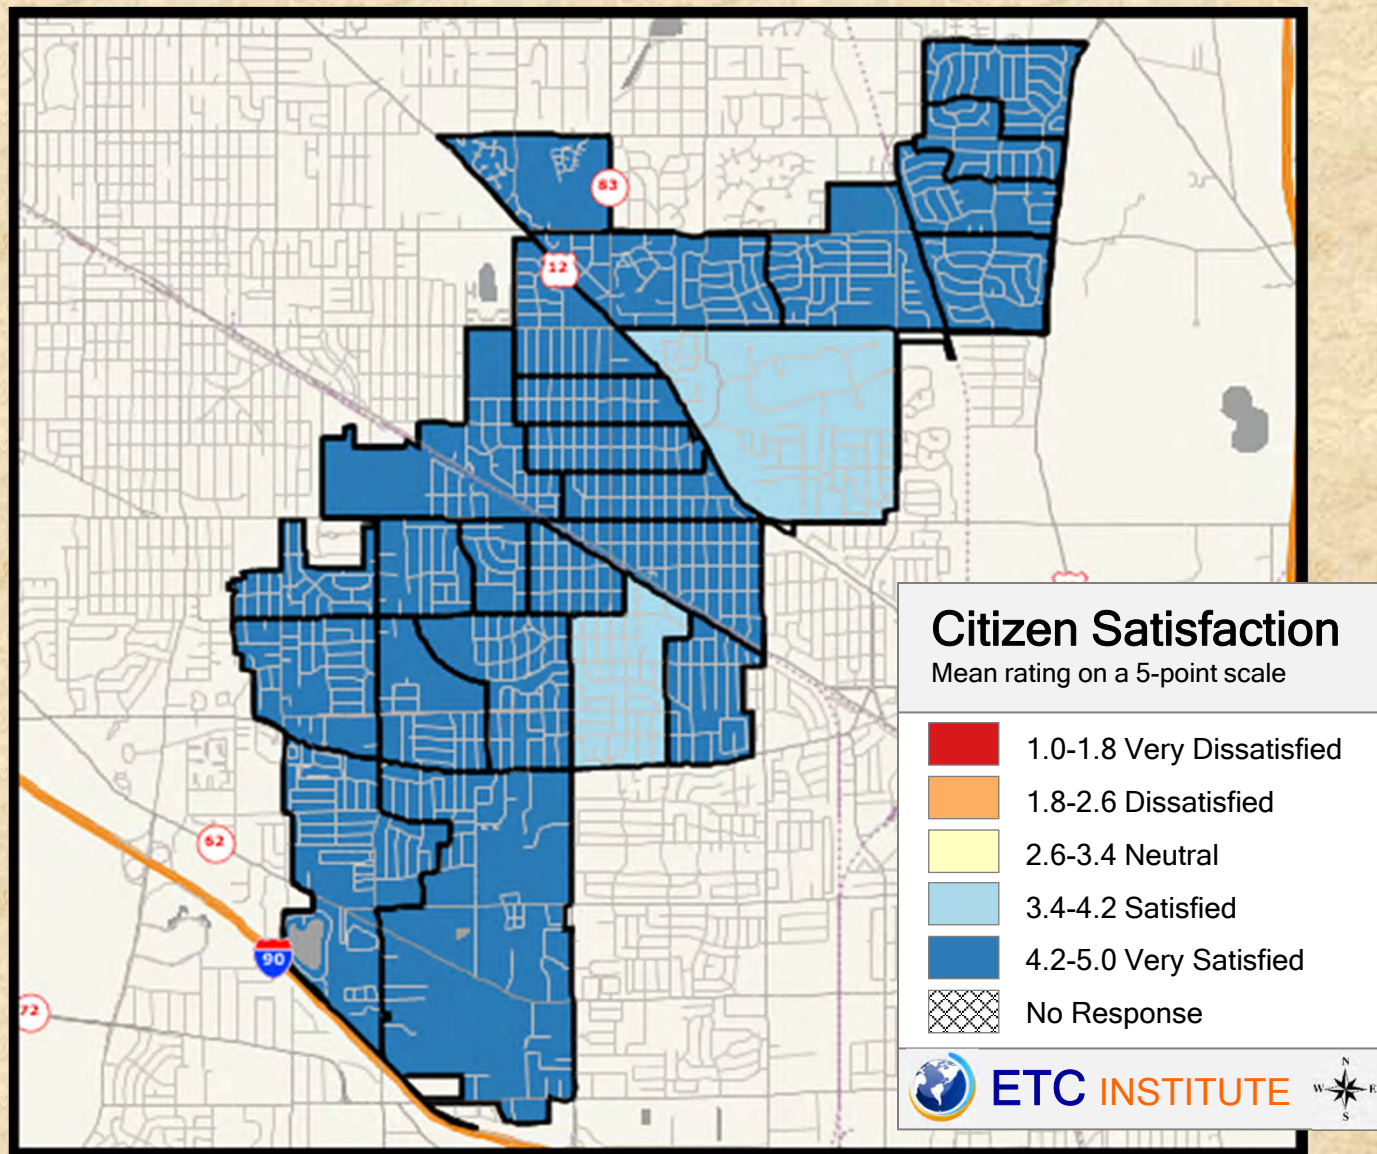 83
12
62
90
72
Citizen Satisfaction
Mean rating on a 5-point scale
1.0-1.8 Very Dissatisfied
1.8-2.6 Dissatisfied
2.6-3.4 Neutral
3.4-4.2 Satisfied
4.2-5.0 Very Satisfied
No Response
ETC INSTITUTE
N
W E
S